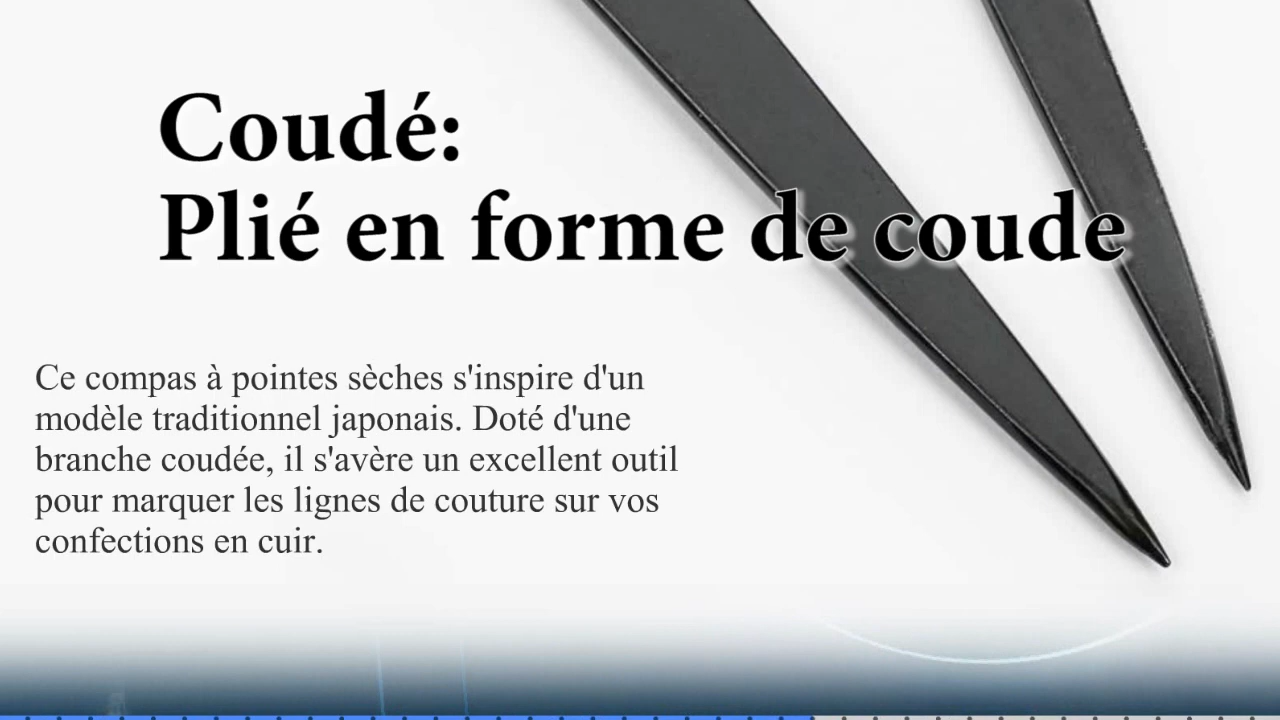 Coudé:
Plié en forme de coude
Ce compas à pointes sèches s'inspire d'un
modèle traditionnel japonais. Doté d'une
branche coudée, il s'avère un excellent outil
pour marquer les lignes de couture sur vos
confections en cuir.